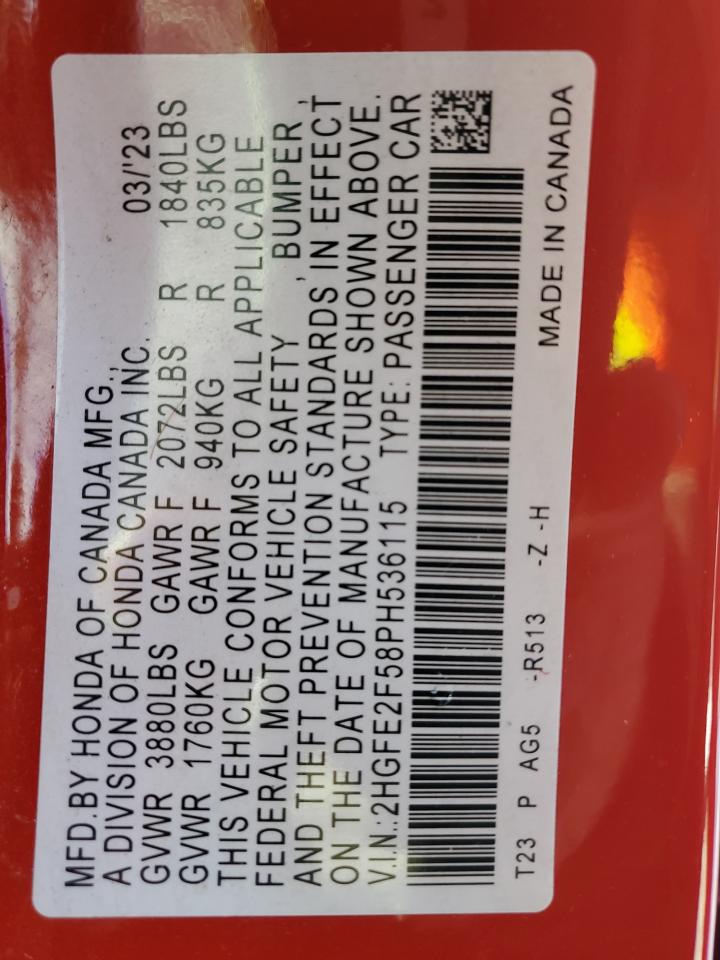 MFD.BY HONDA OF CANADA MFG.,
A DIVISION OF HONDA CANADA INC. 03/'23
GVWR 3880LBS GAWR F 2072LBS R 1840LBS
GVWR 1760KG GAWR F 940KG R 835KG
THIS VEHICLE CONFORMS TO ALL APPLICABLE
FEDERAL MOTOR VEHICLE SAFETY , BUMPER ,
AND THEFT PREVENTION STANDARDS IN EFFECT
ON THE DATE OF MANUFACTURE SHOWN ABOVE.
V.I.N.:2HGFE2F58PH536115 TYPE: PASSENGER CAR
T23 P AG5 -R513 -Z -H
MADE IN CANADA